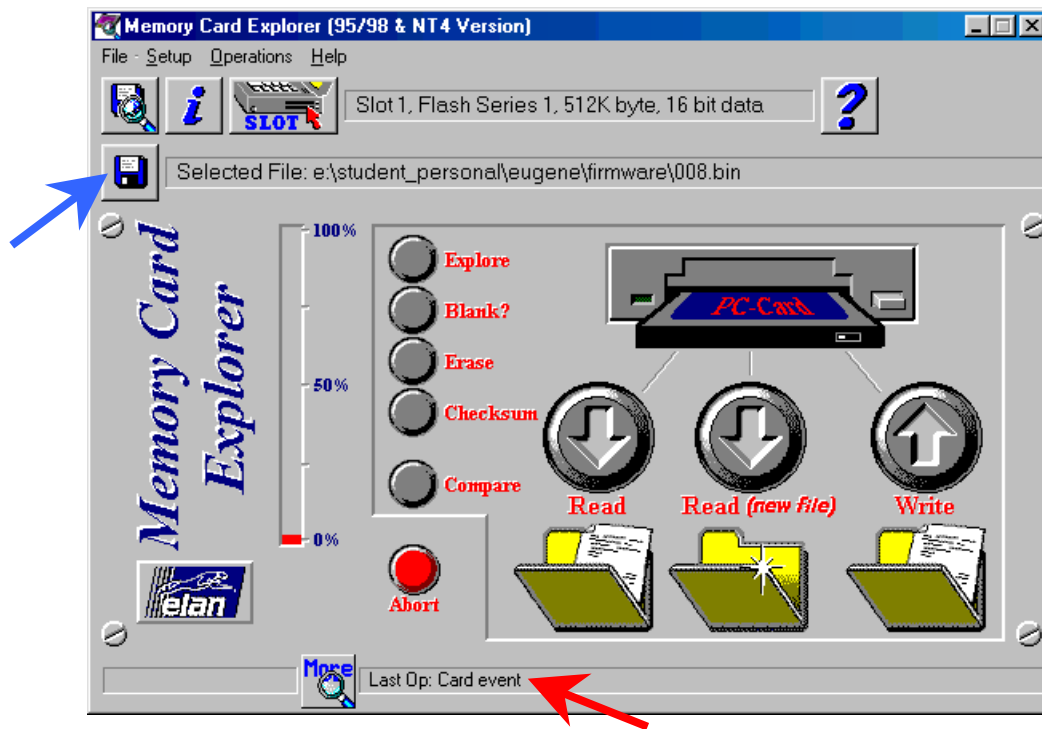 Memory Card Explorer (95/98 & NT4 Version)
File - Setup Operations Help
SLOT
Slot 1, Flash Series 1, 512K byte, 16 bit data
Selected File: e:\student_personal\eugene\firmware\008.bin
Memory Card
Explorer
100%
50%
0%
elan
Explore
Blank?
Erase
Checksum
Compare
Abort
PC-Card
Read
Read (new file)
Write
More
Last Op: Card event